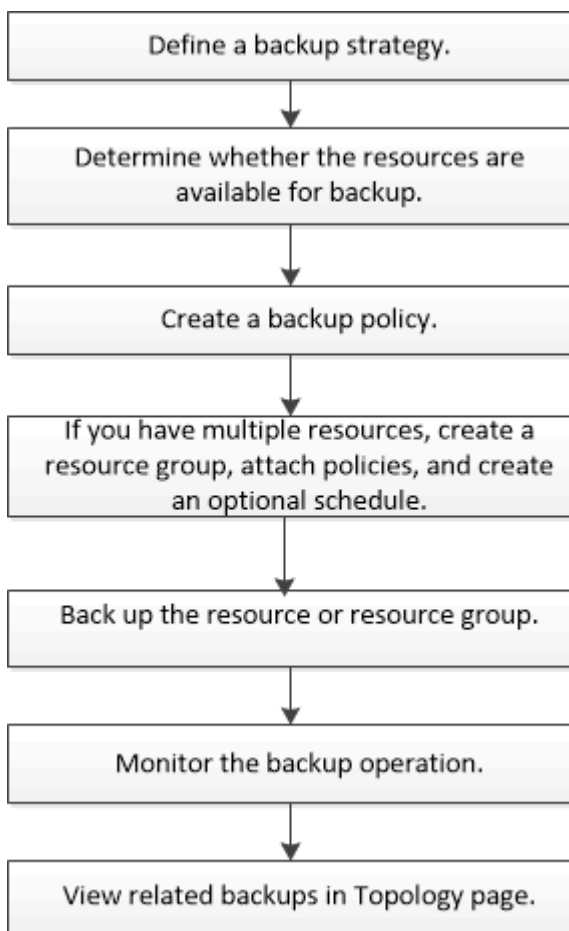 Define a backup strategy.
Determine whether the resources are
available for backup.
Create a backup policy.
If you have multiple resources, create a
resource group, attach policies, and create
an optional schedule.
Back up the resource or resource group.
Monitor the backup operation.
View related backups in Topology page.